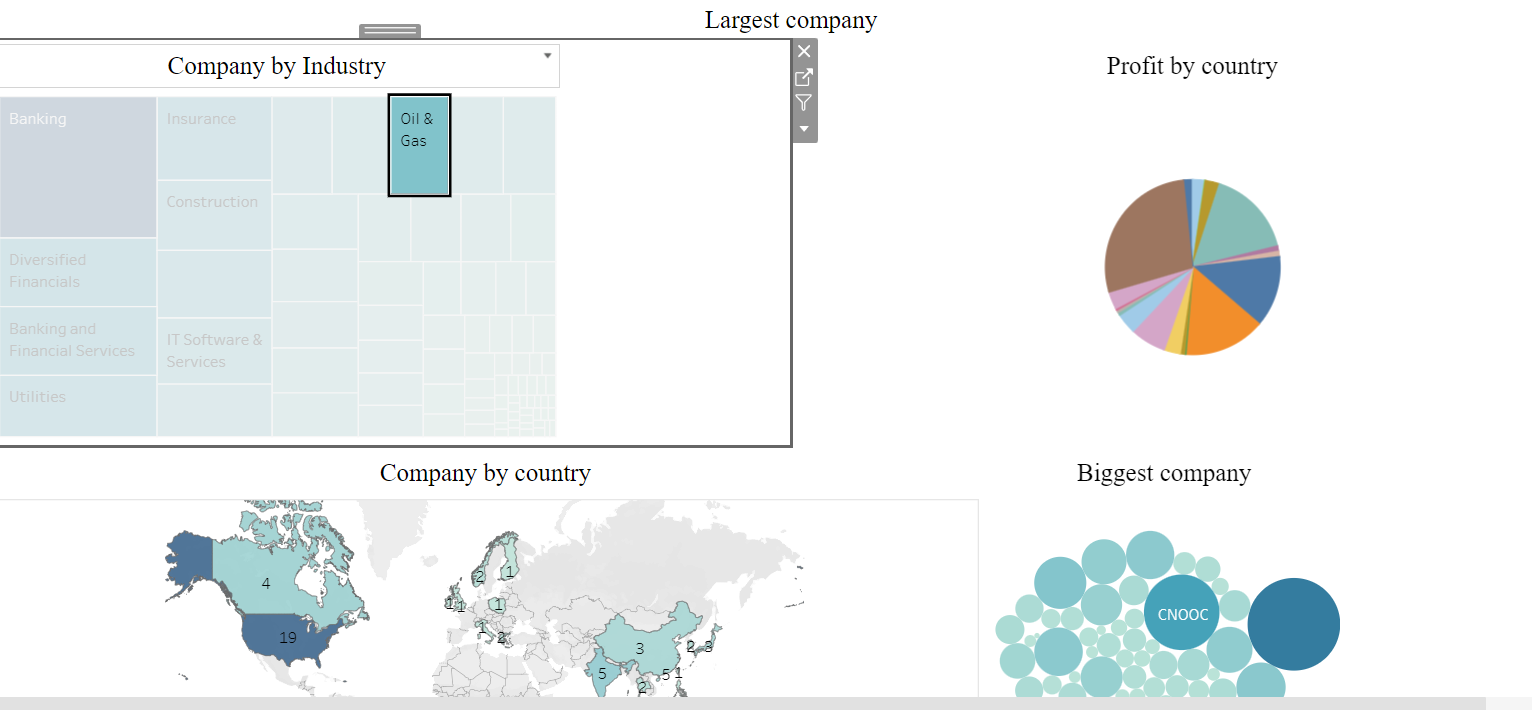 Largest company
Company by Industry
Profit by country
Banking
Insurance
Oil &
Gas
Construction
Diversified
Financials
Banking and
Financial Services
IT Software &
Services
Utilities
Company by country
Biggest company
4
19
2
1
1
1
1
1
2
3
2
3
5
5
1
2
CNOOC